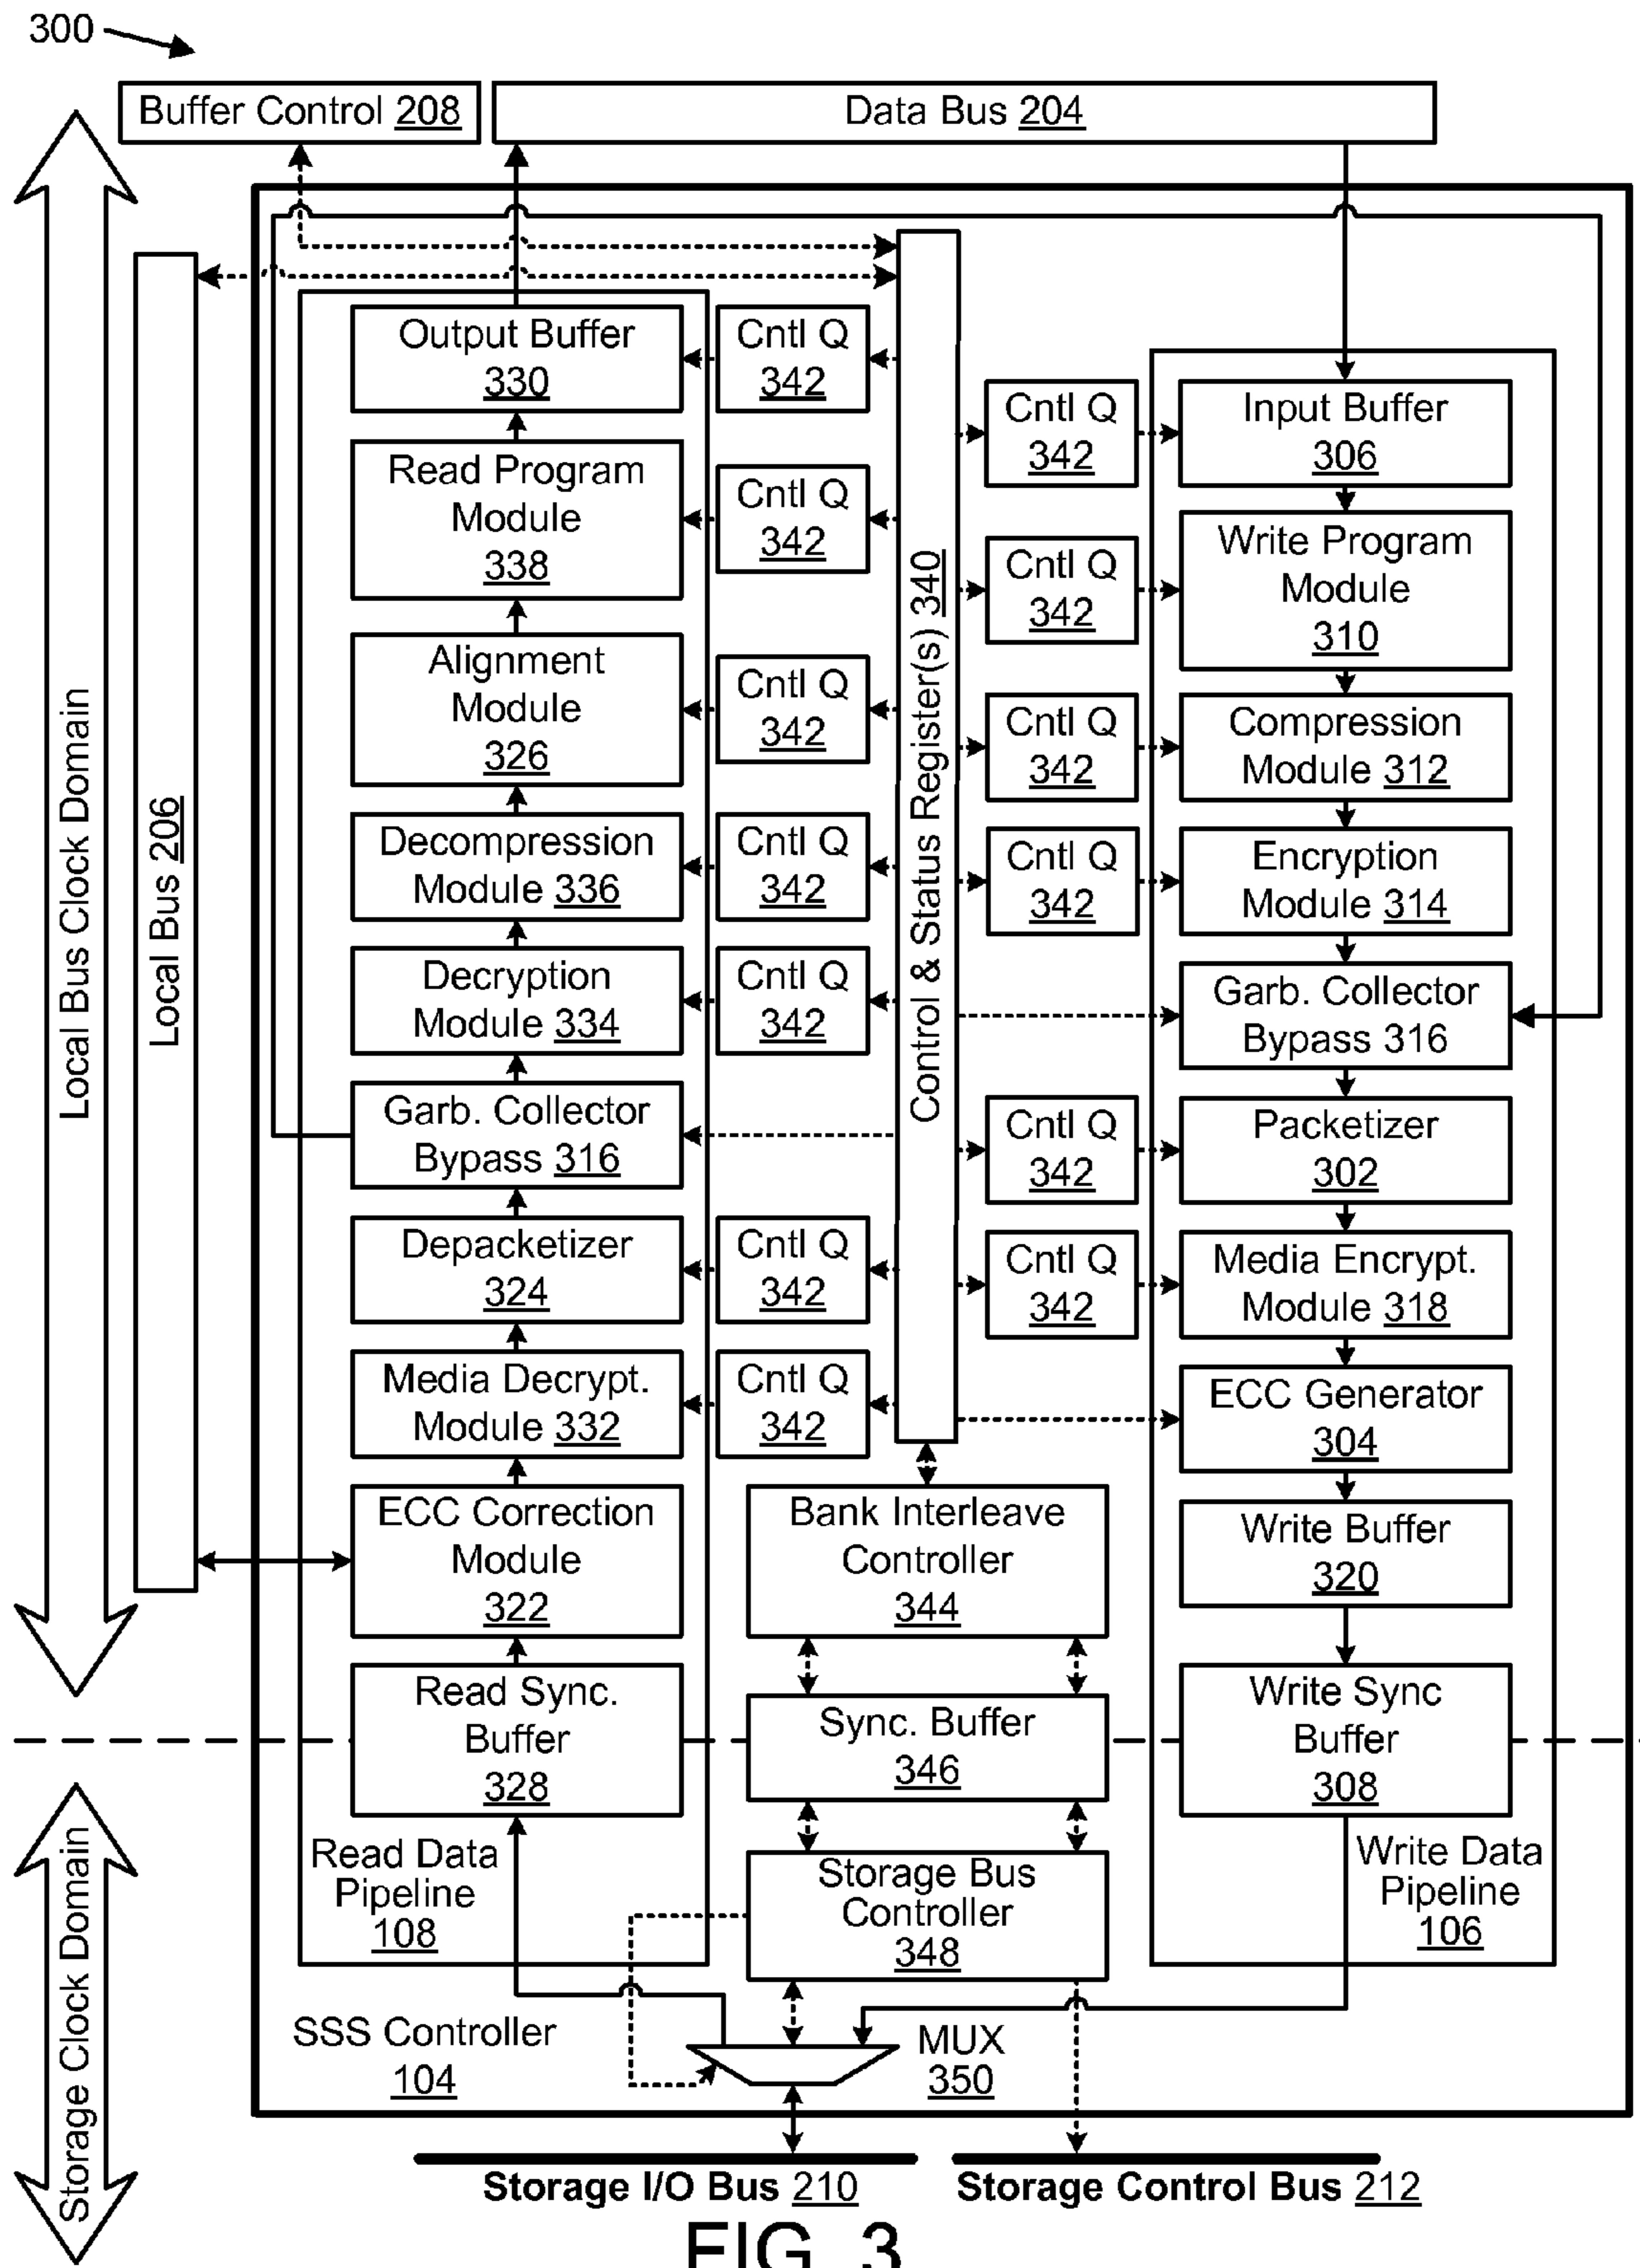 300
Buffer Control 208
Data Bus 204
Local Bus Clock Domain
Local Bus 206
Output Buffer
330
Cntl Q
342
Read Program
Module
338
Cntl Q
342
Alignment
Module
326
Cntl Q
342
Decompression
Module 336
Cntl Q
342
Decryption
Module 334
Cntl Q
342
Garb. Collector
Bypass 316
Depacketizer
324
Cntl Q
342
Media Decrypt.
Module 332
Cntl Q
342
ECC Correction
Module
322
Read Sync.
Buffer
328
Read Data
Pipeline
108
Control & Status Register(s) 340
Bank Interleave
Controller
344
Sync. Buffer
346
Storage Bus
Controller
348
Cntl Q
342
Input Buffer
306
Cntl Q
342
Write Program
Module
310
Cntl Q
342
Compression
Module 312
Cntl Q
342
Encryption
Module 314
Garb. Collector
Bypass 316
Cntl Q
342
Packetizer
302
Cntl Q
342
Media Encrypt.
Module 318
ECC Generator
304
Write Buffer
320
Write Sync
Buffer
308
Write Data
Pipeline
106
Storage Clock Domain
SSS Controller
104
MUX
350
Storage I/O Bus 210
Storage Control Bus 212
FIG. 3